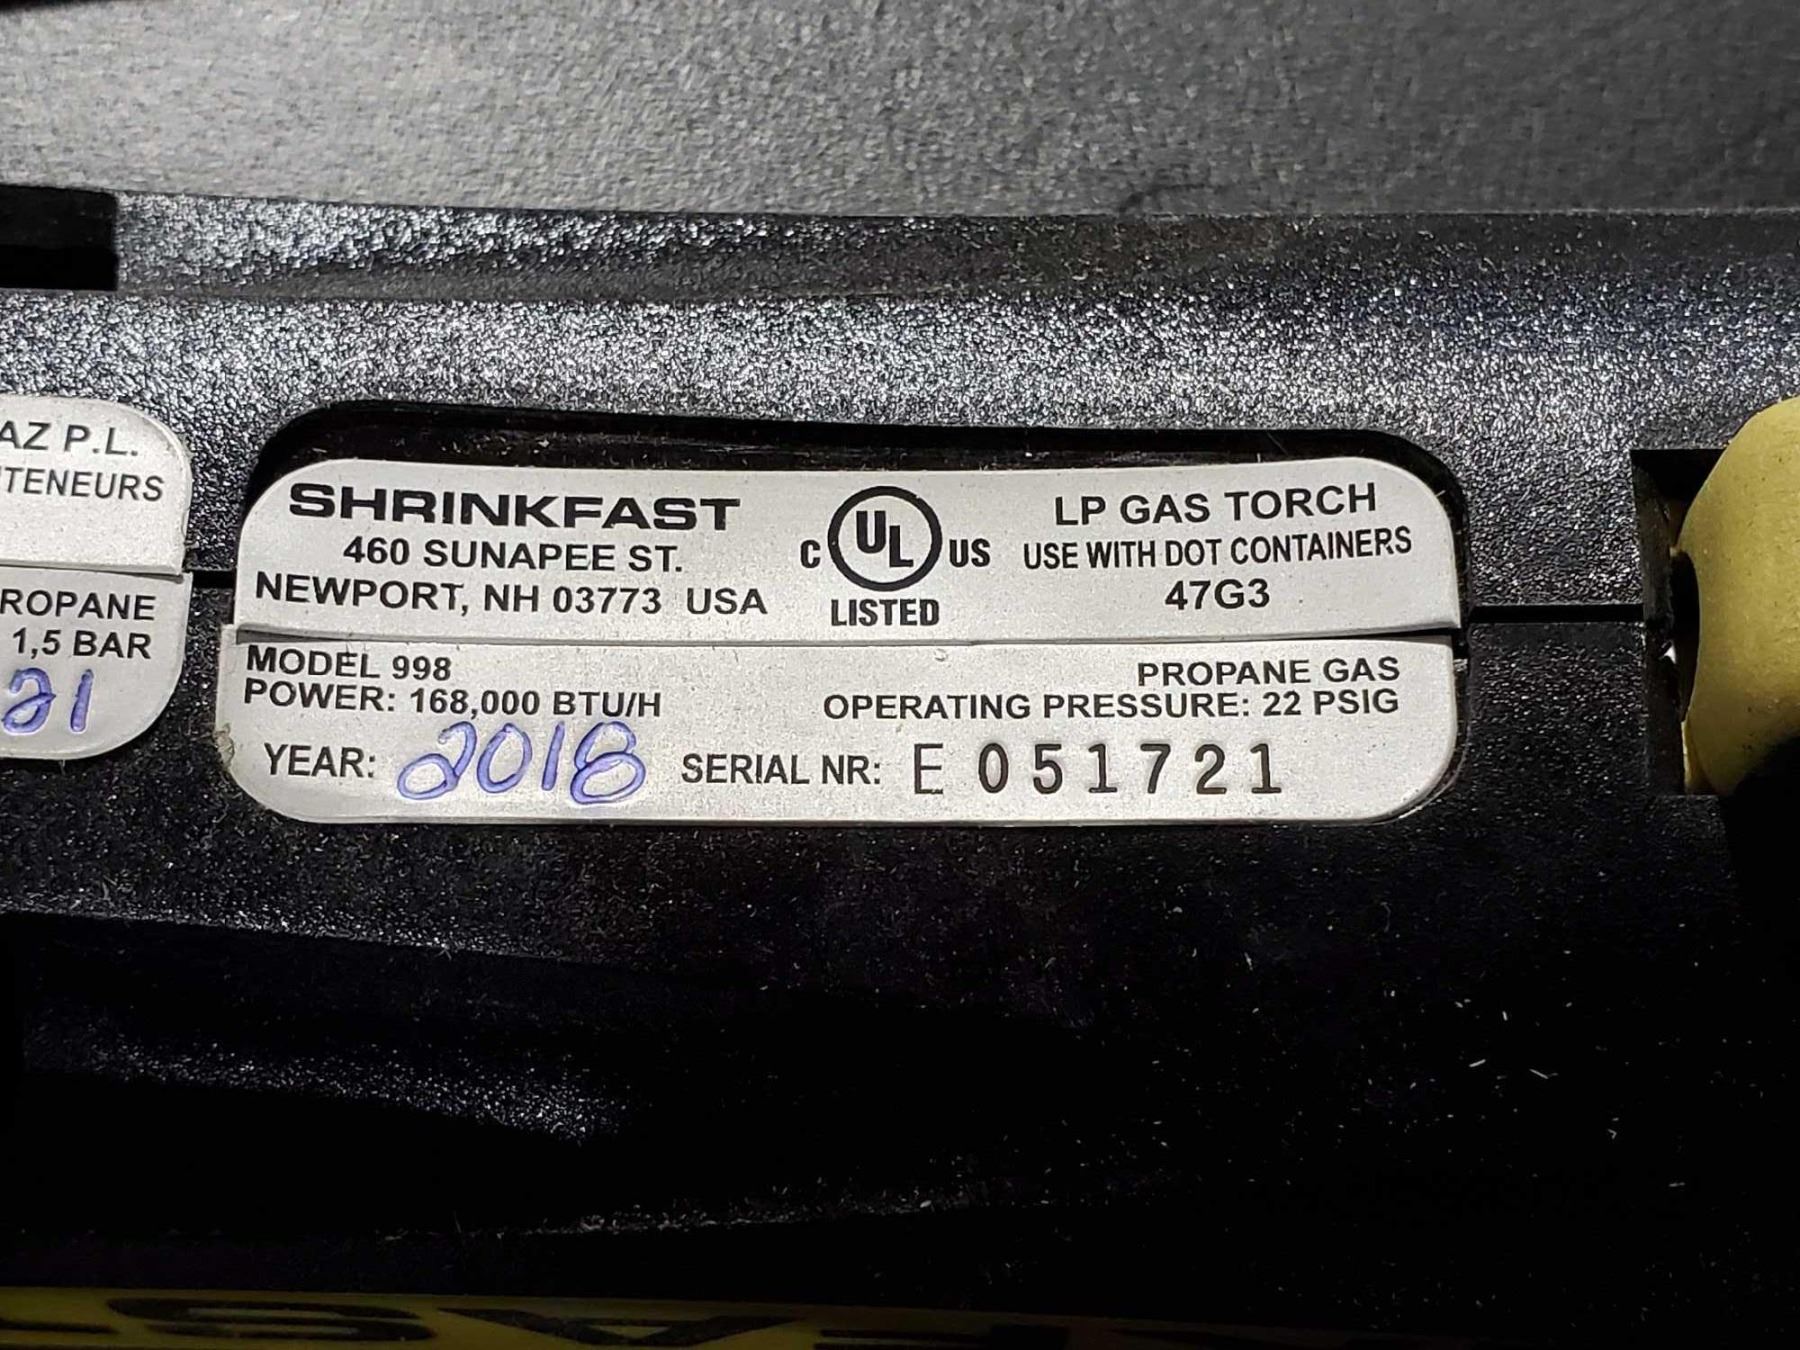 AZ P.L.
TENEURS
ROPANE
1,5 BAR
21
SHRINKFAST
460 SUNAPEE ST.
NEWPORT, NH 03773 USA
C UL US
LISTED
LP GAS TORCH
USE WITH DOT CONTAINERS
47G3
MODEL 998
POWER: 168,000 BTU/H
PROPANE GAS
OPERATING PRESSURE: 22 PSIG
YEAR: 2018 SERIAL NR: E 051721